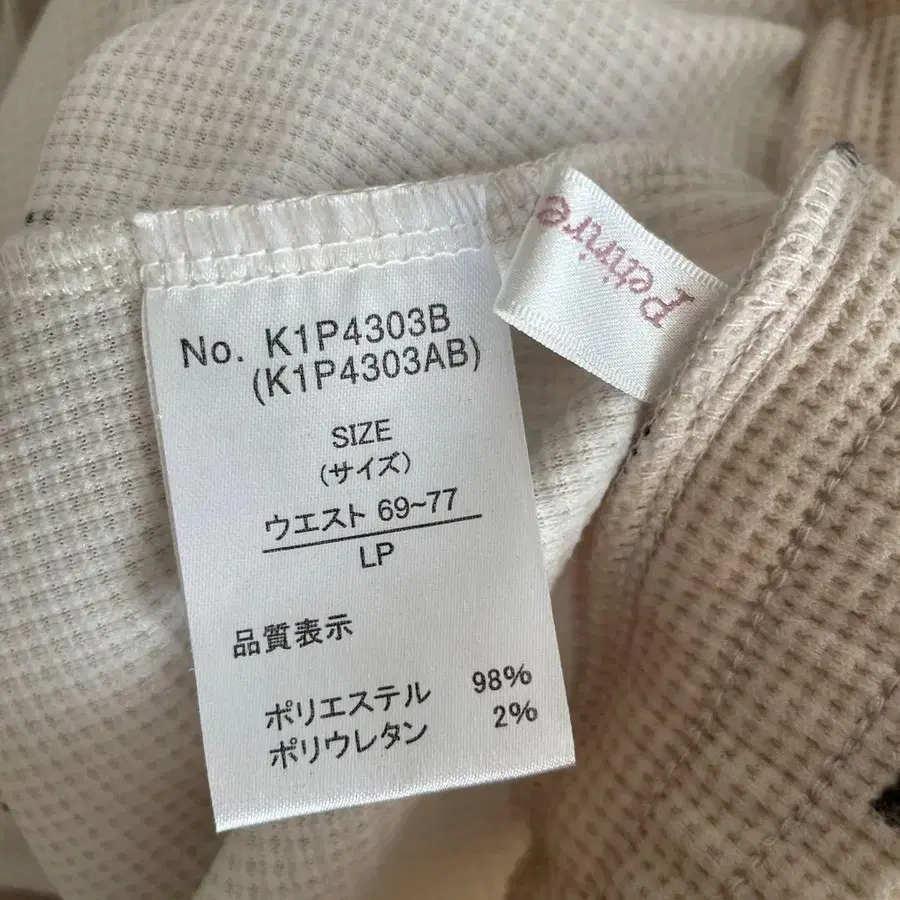 No. K1P4303B
(K1P4303AB)
SIZE
(サイズ)
ウエスト 69~77
LP
品質表示
ポリエステル 98%
ポリウレタン 2%